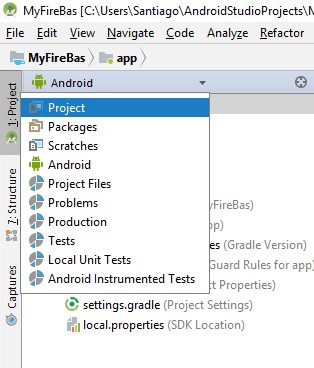 MyFireBas [C:\Users\Santiago\AndroidStudioProjects\M
File Edit View Navigate Code Analyze Refactor
MyFireBas app
Android
1: Project
Project
Packages
Scratches
Android
Project Files
Problems
Production
Tests
Local Unit Tests
Android Instrumented Tests
MyFireBas)
p)
es (Gradle Version)
Guard Rules for app)
t Properties)
settings.gradle (Project Settings)
local.properties (SDK Location)
7: Structure
Captures